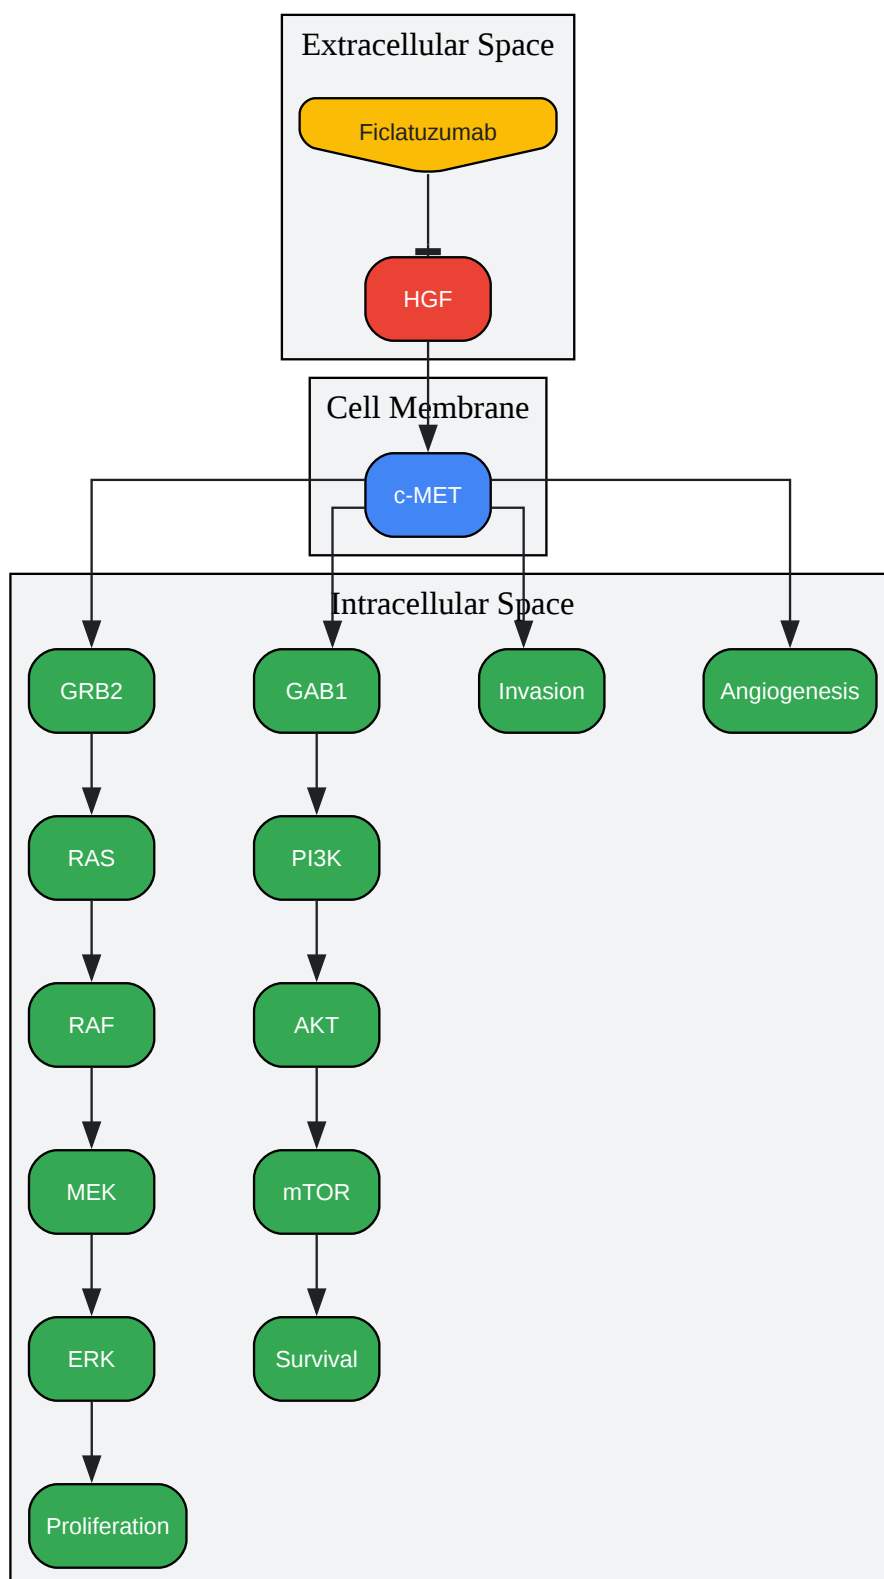 Extracellular Space
Ficlatuzumab
HGF
Cell Membrane
c-MET
Intracellular Space
GRB2
GAB1
Invasion
Angiogenesis
RAS
PI3K
RAF
AKT
MEK
mTOR
ERK
Survival
Proliferation